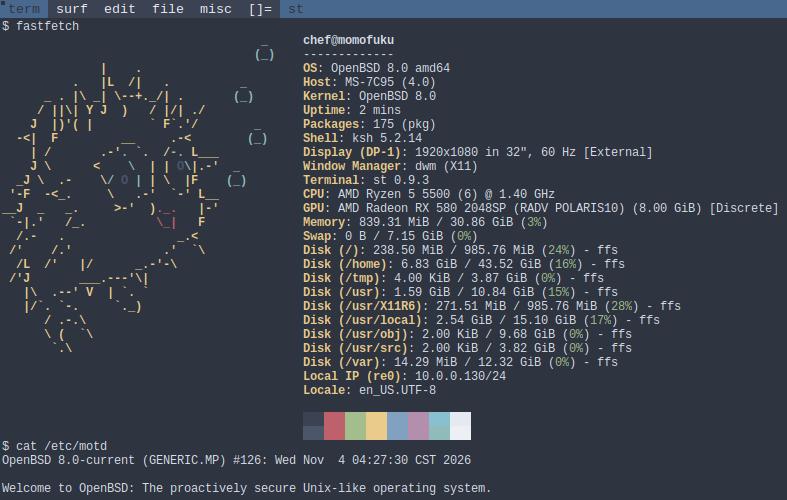 term surf edit file misc []= st
$ fastfetch
chef@momofuku
-------------
OS: OpenBSD 8.0 amd64
Host: MS-7C95 (4.0)
Kernel: OpenBSD 8.0
Uptime: 2 mins
Packages: 175 (pkg)
Shell: ksh 5.2.14
Display (DP-1): 1920x1080 in 32", 60 Hz [External]
Window Manager: dwm (X11)
Terminal: st 0.9.3
CPU: AMD Ryzen 5 5500 (6) @ 1.40 GHz
GPU: AMD Radeon RX 580 2048SP (RADV POLARIS10) (8.00 GiB) [Discrete]
Memory: 839.31 MiB / 30.86 GiB (3%)
Swap: 0 B / 7.15 GiB (0%)
Disk (/): 238.50 MiB / 985.76 MiB (24%) - ffs
Disk (/home): 6.83 GiB / 43.52 GiB (16%) - ffs
Disk (/tmp): 4.00 KiB / 3.87 GiB (0%) - ffs
Disk (/usr): 1.59 GiB / 10.84 GiB (15%) - ffs
Disk (/usr/X11R6): 271.51 MiB / 985.76 MiB (28%) - ffs
Disk (/usr/local): 2.54 GiB / 15.10 GiB (17%) - ffs
Disk (/usr/obj): 2.00 KiB / 9.68 GiB (0%) - ffs
Disk (/usr/src): 2.00 KiB / 3.82 GiB (0%) - ffs
Disk (/var): 14.29 MiB / 12.32 GiB (0%) - ffs
Local IP (re0): 10.0.0.130/24
Locale: en_US.UTF-8
$ cat /etc/motd
OpenBSD 8.0-current (GENERIC.MP) #126: Wed Nov  4 04:27:30 CST 2026
Welcome to OpenBSD: The proactively secure Unix-like operating system.